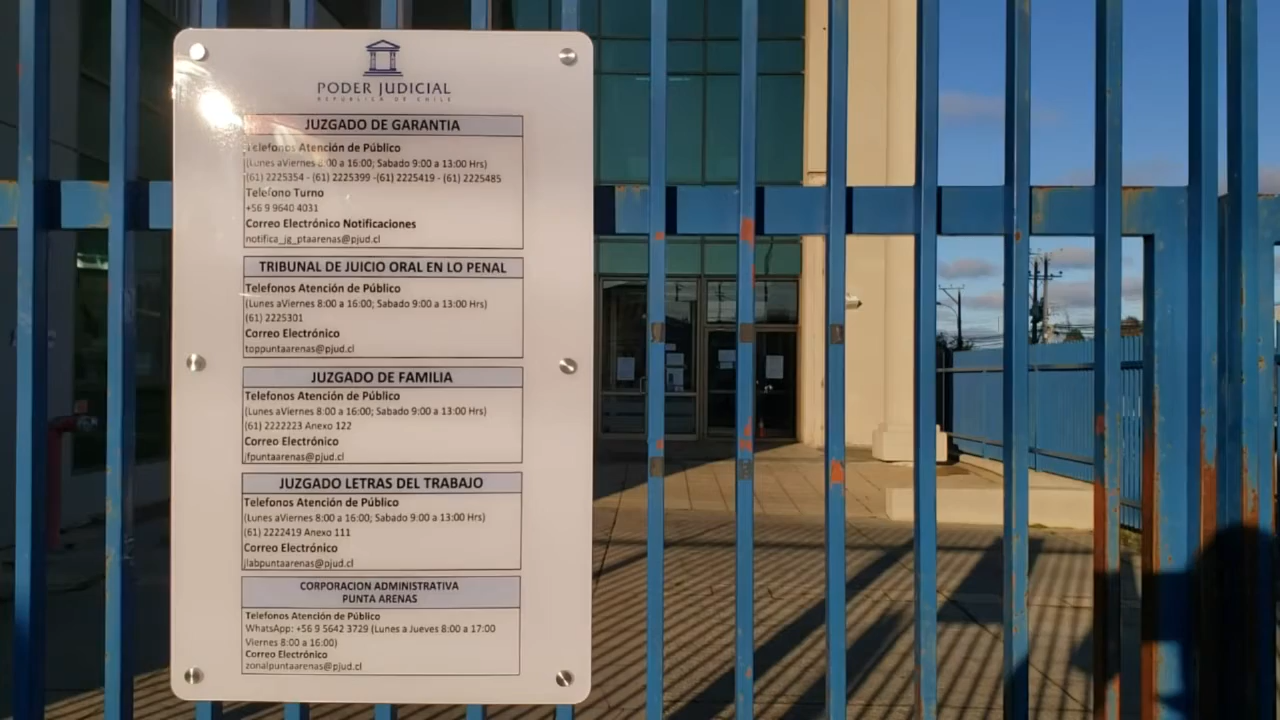 PODER JUDICIAL
REPUBLICA DE CHILE
JUZGADO DE GARANTIA
Telefonos Atención de Público
(Lunes aViernes 8:00 a 16:00; Sabado 9:00 a 13:00 Hrs)
(61) 2225354 - (61) 2225399 -(61) 2225419 - (61) 2225485
Telefono Turno
+56 9 9640 4031
Correo Electrónico Notificaciones
notifica_jg_ptaarenas@pjud.cl
TRIBUNAL DE JUICIO ORAL EN LO PENAL
Telefonos Atención de Público
(Lunes aViernes 8:00 a 16:00; Sabado 9:00 a 13:00 Hrs)
(61) 2225301
Correo Electrónico
toppuntaarenas@pjud.cl
JUZGADO DE FAMILIA
Telefonos Atención de Público
(Lunes aViernes 8:00 a 16:00; Sabado 9:00 a 13:00 Hrs)
(61) 2222223 Anexo 122
Correo Electrónico
jfpuntaarenas@pjud.cl
JUZGADO LETRAS DEL TRABAJO
Telefonos Atención de Público
(Lunes aViernes 8:00 a 16:00; Sabado 9:00 a 13:00 Hrs)
(61) 2222419 Anexo 111
Correo Electrónico
jlabpuntaarenas@pjud.cl
CORPORACION ADMINISTRATIVA
PUNTA ARENAS
Telefonos Atención de Público
WhatsApp: +56 9 5642 3729 (Lunes a Jueves 8:00 a 17:00
Viernes 8:00 a 16:00)
Correo Electrónico
zonalpuntaarenas@pjud.cl